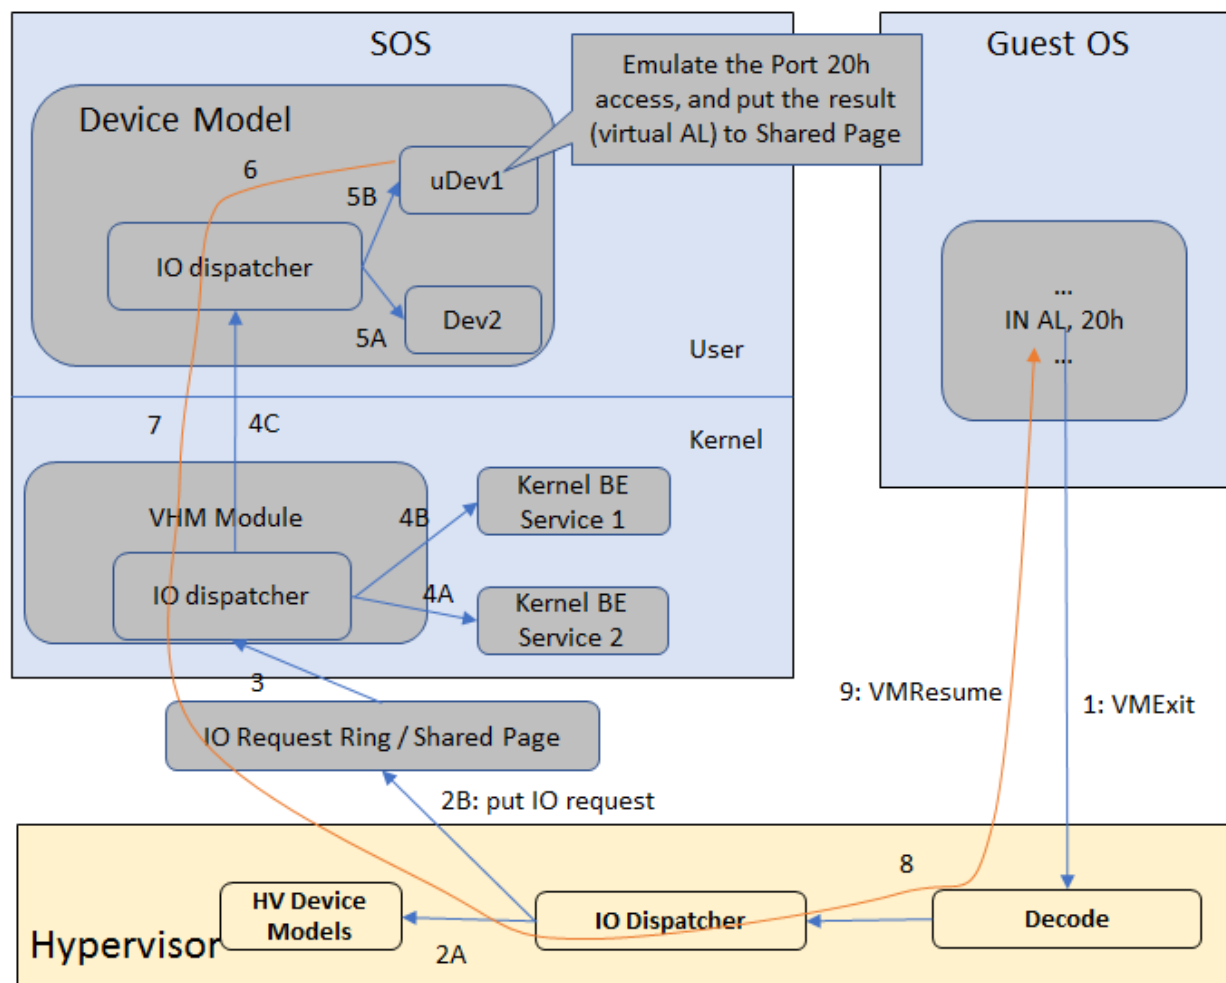 SOS
Guest OS
Emulate the Port 20h
access, and put the result
(virtual AL) to Shared Page
Device Model
6
uDev1
5B
IO dispatcher
Dev2
5A
User
...
IN AL, 20h
...
7
4C
Kernel
VHM Module
4B
Kernel BE
Service 1
IO dispatcher
4A
Kernel BE
Service 2
3
9: VMResume
1: VMExit
IO Request Ring / Shared Page
2B: put IO request
8
HV Device
Models
IO Dispatcher
Decode
Hypervisor
2A